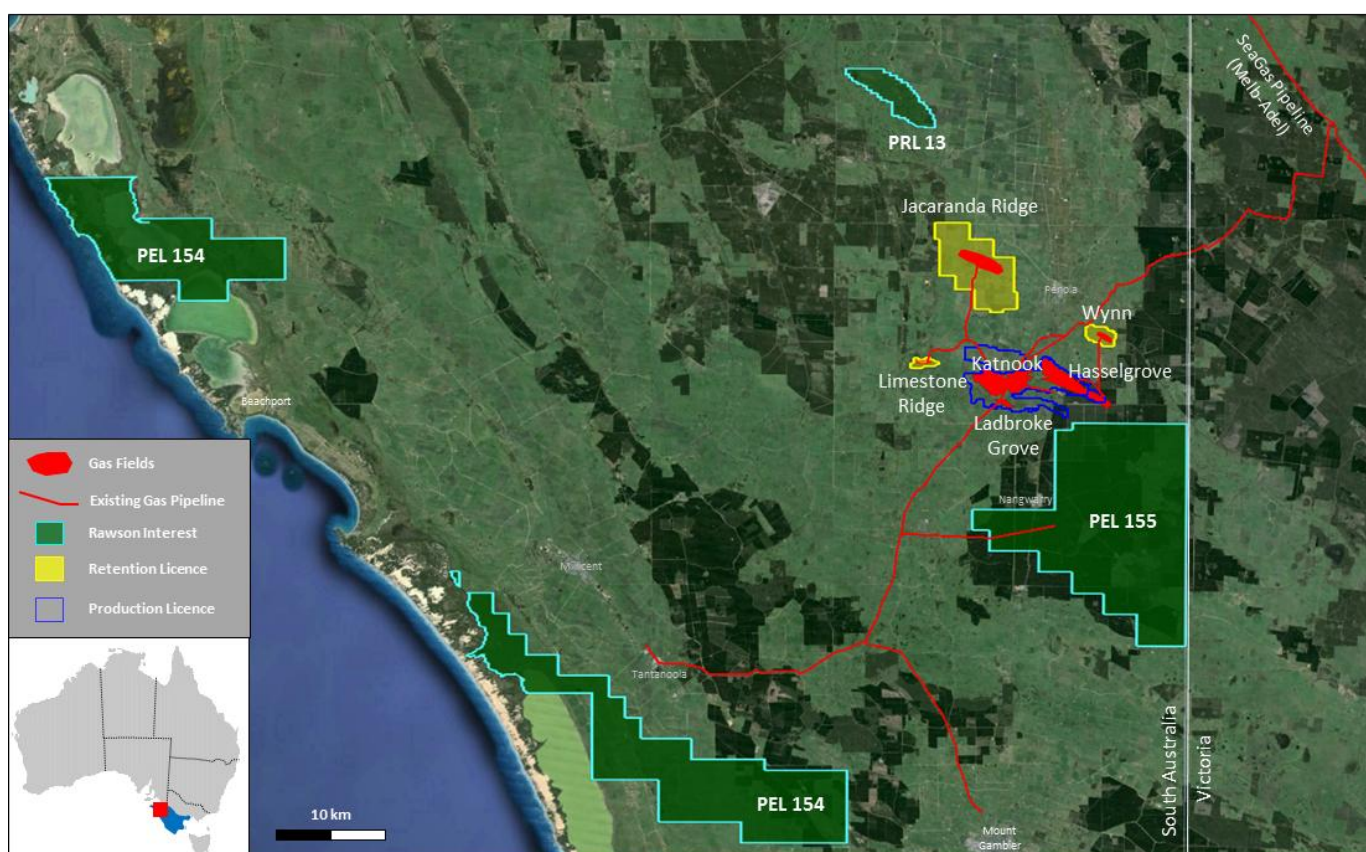 SeaGas Pipeline
(Melb-Adel)
PRL 13
Jacaranda Ridge
PEL 154
Penola
Wynn
Katnook
Hasselgrove
Limestone
Ridge
Ladbroke
Grove
Beachport
Gas Fields
Existing Gas Pipeline
Rawson Interest
Retention Licence
Production Licence
Nangwarry
PEL 155
Millicent
Tantanoola
PEL 154
South Australia
Victoria
10 km
Mount
Gambler